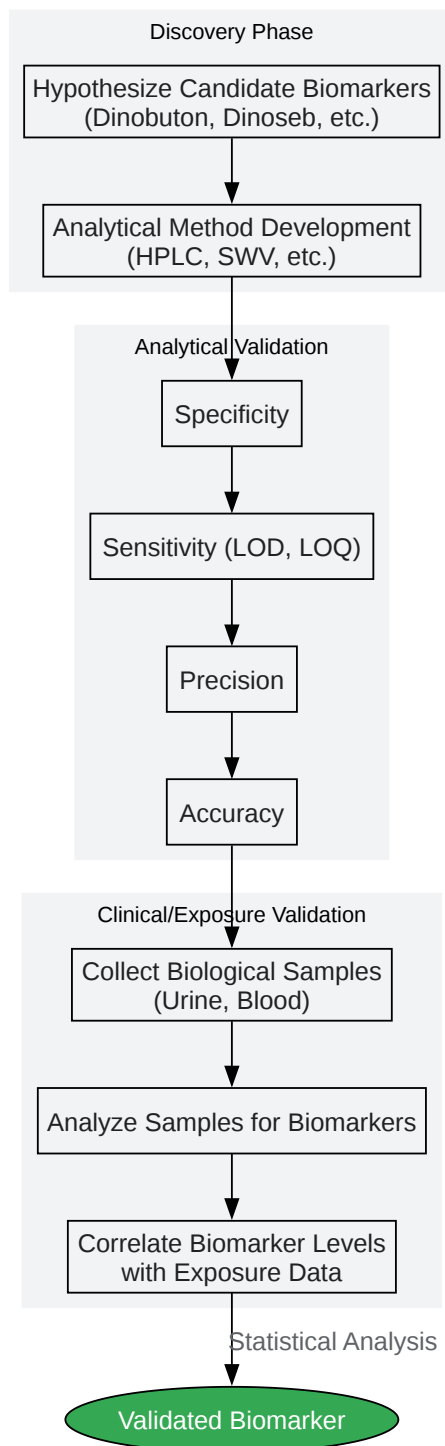 Discovery Phase
Hypothesize Candidate Biomarkers
(Dinobuton, Dinoseb, etc.)
Analytical Method Development
(HPLC, SWV, etc.)
Analytical Validation
Specificity
Sensitivity (LOD, LOQ)
Precision
Accuracy
Clinical/Exposure Validation
Collect Biological Samples
(Urine, Blood)
Analyze Samples for Biomarkers
Correlate Biomarker Levels
with Exposure Data
Statistical Analysis
Validated Biomarker